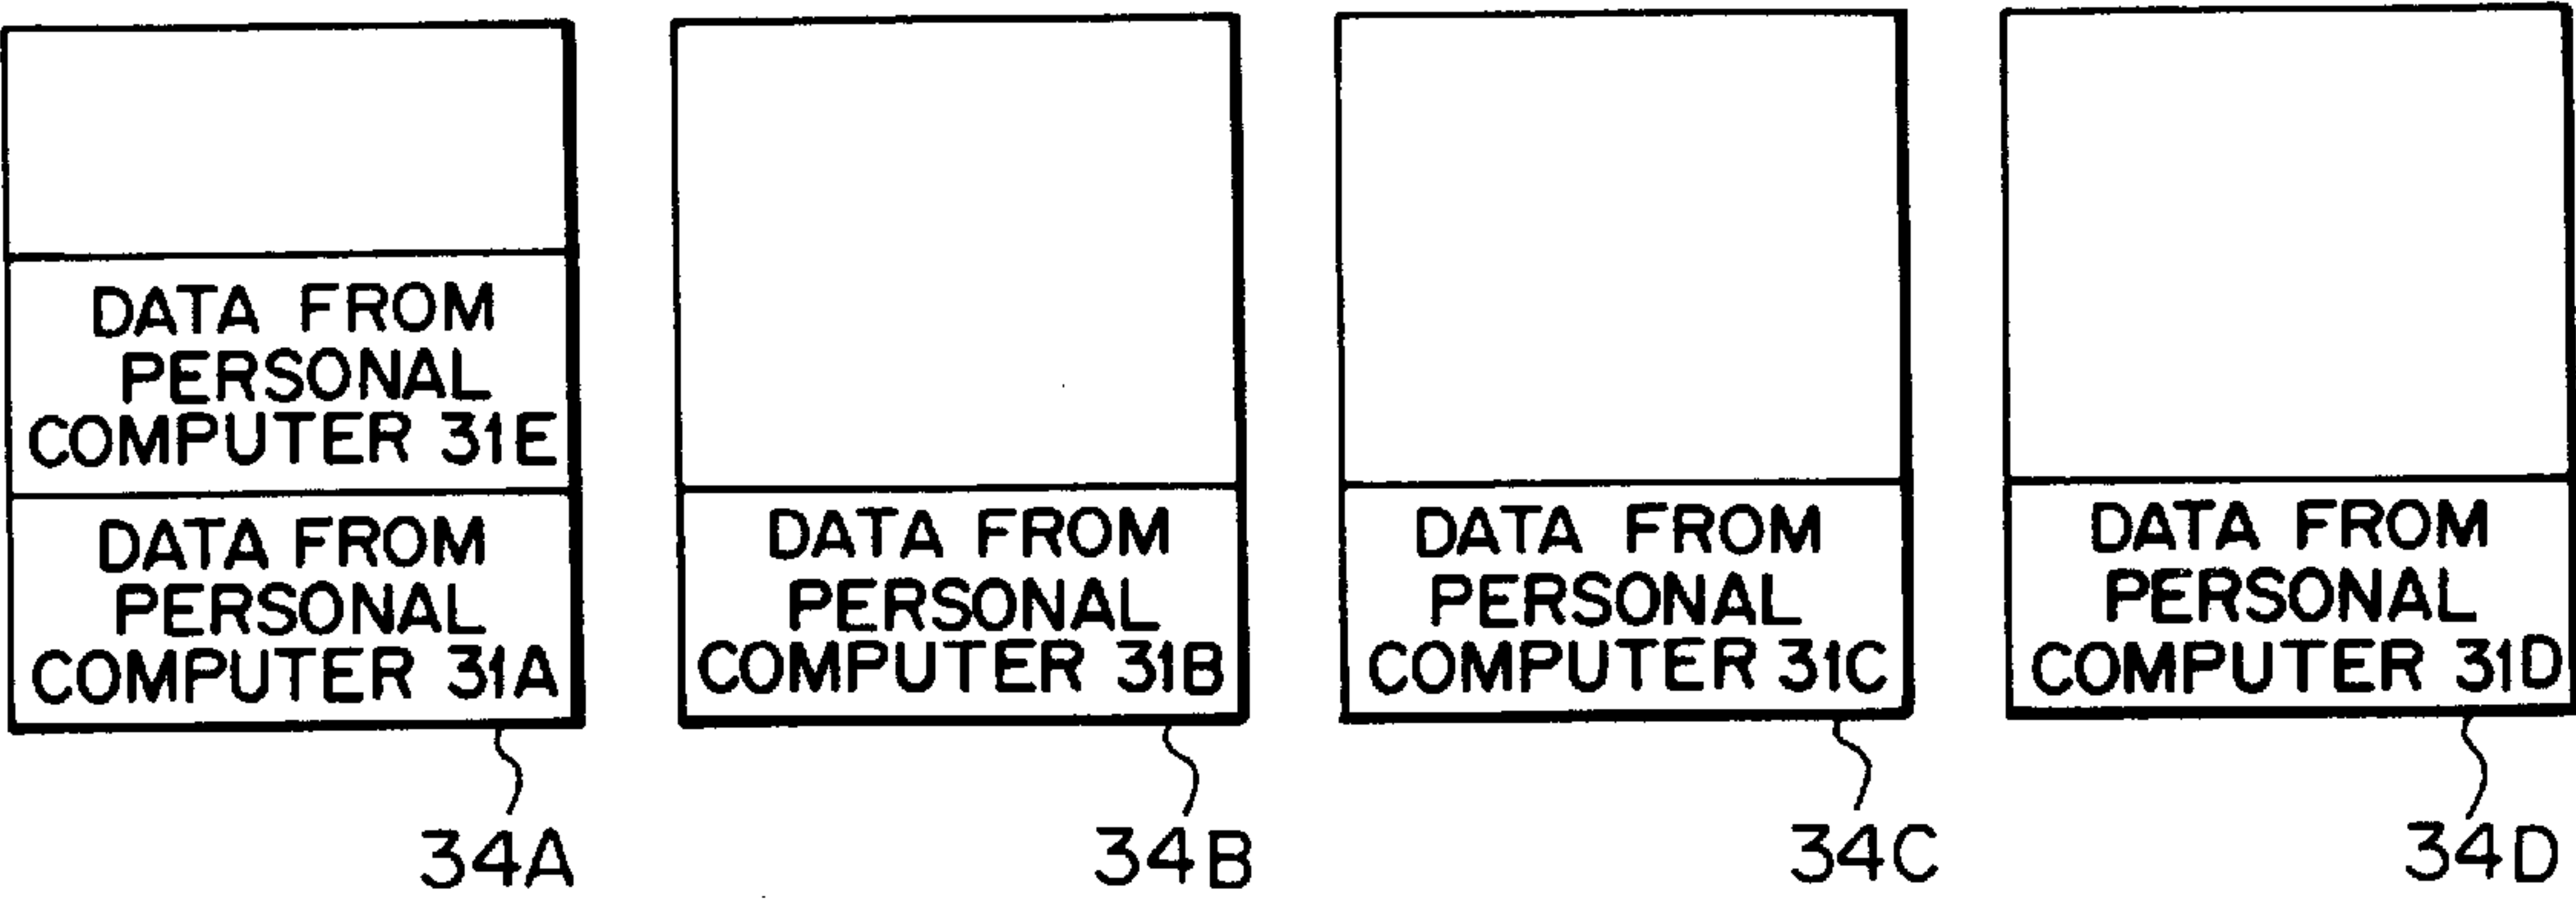 DATA FROM
PERSONAL
COMPUTER 31E
DATA FROM
PERSONAL
COMPUTER 31A
34A
DATA FROM
PERSONAL
COMPUTER 31B
34B
DATA FROM
PERSONAL
COMPUTER 31C
34C
DATA FROM
PERSONAL
COMPUTER 31D
34D